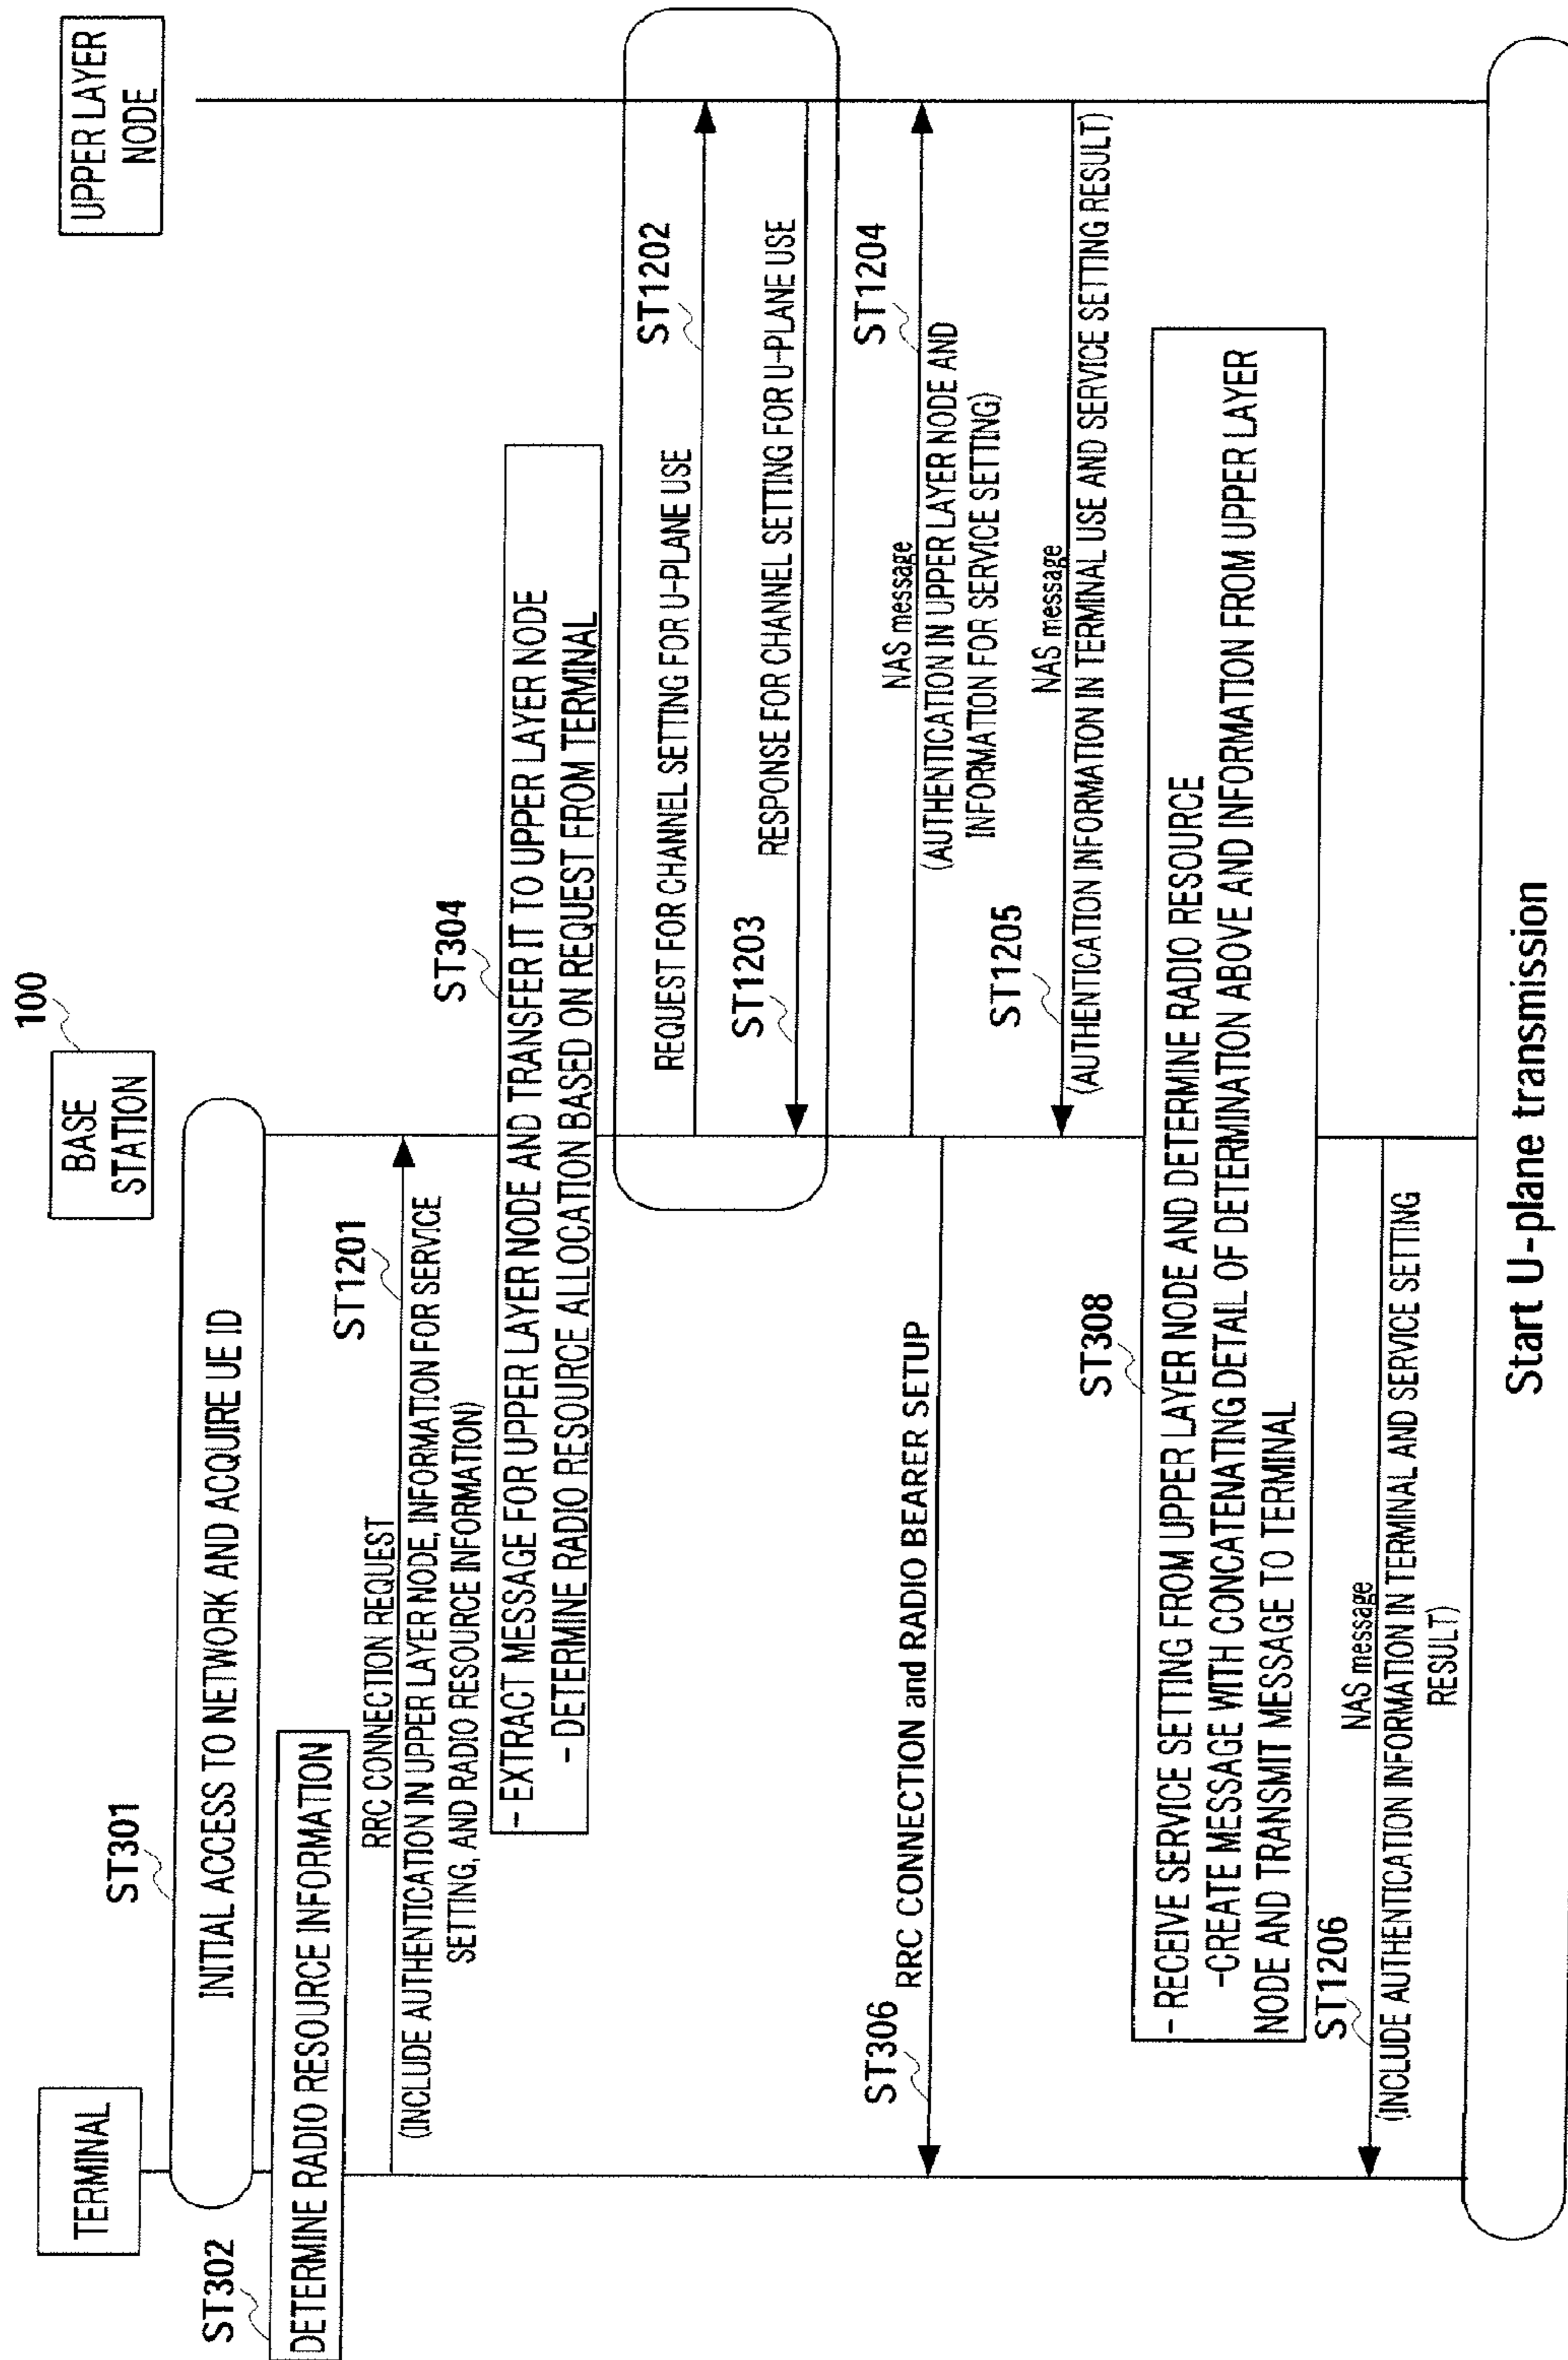 TERMINAL
100
BASE
STATION
UPPER LAYER
NODE
ST301
INITIAL ACCESS TO NETWORK AND ACQUIRE UE ID
ST302
DETERMINE RADIO RESOURCE INFORMATION
ST1201
RRC CONNECTION REQUEST
(INCLUDE AUTHENTICATION IN UPPER LAYER NODE, INFORMATION FOR SERVICE
SETTING, AND RADIO RESOURCE INFORMATION)
ST304
- EXTRACT MESSAGE FOR UPPER LAYER NODE AND TRANSFER IT TO UPPER LAYER NODE
- DETERMINE RADIO RESOURCE ALLOCATION BASED ON REQUEST FROM TERMINAL
ST1202
REQUEST FOR CHANNEL SETTING FOR U-PLANE USE
ST1203
RESPONSE FOR CHANNEL SETTING FOR U-PLANE USE
ST306
RRC CONNECTION and RADIO BEARER SETUP
ST1204
NAS message
(AUTHENTICATION IN UPPER LAYER NODE AND
INFORMATION FOR SERVICE SETTING)
ST1205
NAS message
(AUTHENTICATION INFORMATION IN TERMINAL USE AND SERVICE SETTING RESULT)
ST308
- RECEIVE SERVICE SETTING FROM UPPER LAYER NODE AND DETERMINE RADIO RESOURCE
-CREATE MESSAGE WITH CONCATENATING DETAIL OF DETERMINATION ABOVE AND INFORMATION FROM UPPER LAYER
NODE AND TRANSMIT MESSAGE TO TERMINAL
ST1206
NAS message
(INCLUDE AUTHENTICATION INFORMATION IN TERMINAL AND SERVICE SETTING
RESULT)
Start U-plane transmission